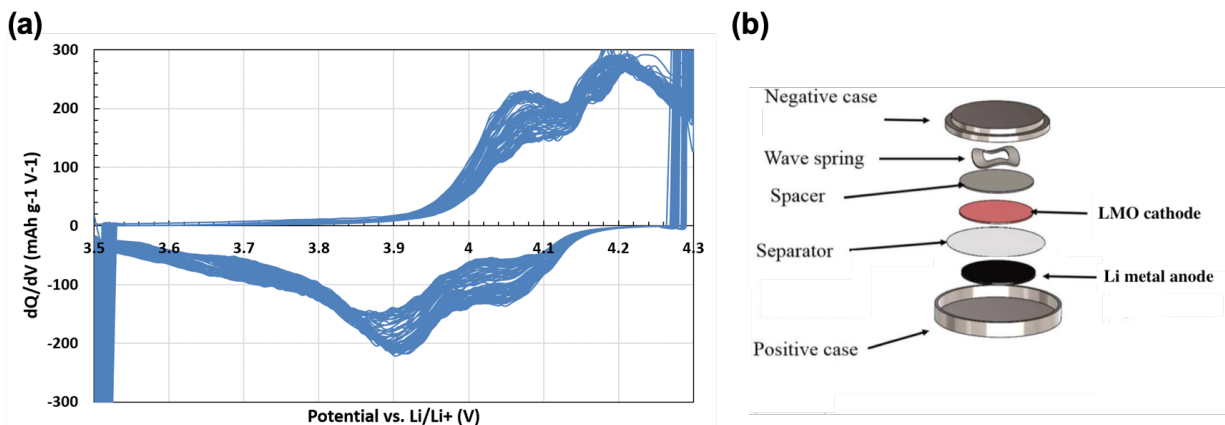 (a)
300
200
100
0
-100
-200
-300
dQ/dV (mAh g-1 V-1)
3.5
3.6
3.7
3.8
3.9
4
4.1
4.2
4.3
Potential vs. Li/Li+ (V)
(b)
Negative case
Wave spring
Spacer
LMO cathode
Separator
Li metal anode
Positive case